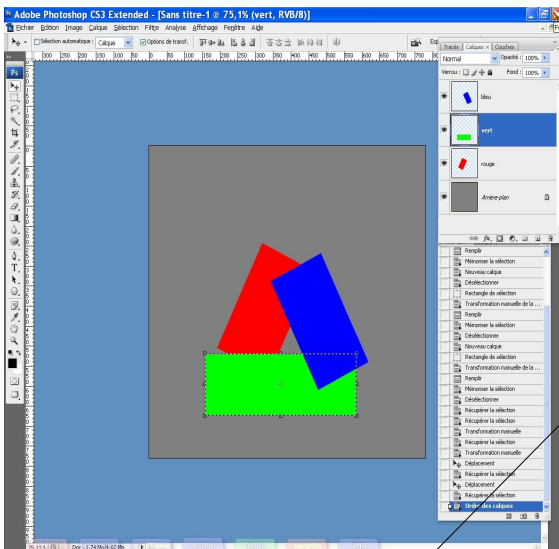 Adobe Photoshop CS3 Extended - [Sans titre-1 @ 75,1% (vert, RVB/8)]
Fichier Edition Image Calque Sélection Filtre Analyse Affichage Fenêtre Aide
Sélection automatique : Calque Options de transf.
Tracés Calques × Couches
Normal Opacité : 100%
Verrou : Fond : 100%
bleu
vert
rouge
Arrière-plan
Remplir
Mémoriser la sélection
Nouveau calque
Désélectionner
Rectangle de sélection
Transformation manuelle de la ...
Remplir
Mémoriser la sélection
Désélectionner
Nouveau calque
Rectangle de sélection
Transformation manuelle de la ...
Remplir
Mémoriser la sélection
Désélectionner
Récupérer la sélection
Récupérer la sélection
Transformation manuelle
Récupérer la sélection
Transformation manuelle
Déplacement
Récupérer la sélection
Déplacement
Récupérer la sélection
Ordre des calques